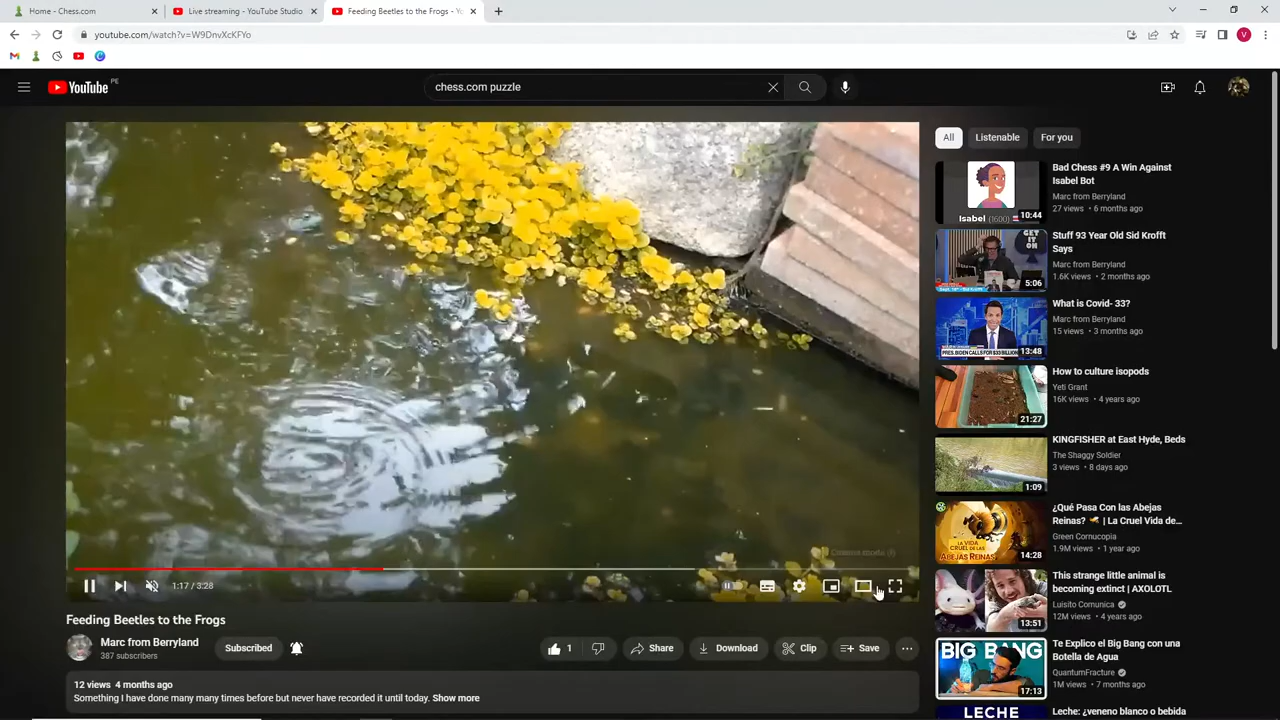 Home - Chess.com
Live streaming - YouTube Studio
Feeding Beetles to the Frogs - Yo
youtube.com/watch?v=W9DnvXcKFYo
V
YouTube PE
chess.com puzzle
All
Listenable
For you
Isabel (1600)
10:44
Bad Chess #9 A Win Against
Isabel Bot
Marc from Berryland
27 views • 6 months ago
GET
IT ON
5:06
Stuff 93 Year Old Sid Krofft
Says
Marc from Berryland
1.6K views • 2 months ago
PRES. BIDEN CALLS FOR $33 BILLION
13:48
What is Covid- 33?
Marc from Berryland
15 views • 3 months ago
21:27
How to culture isopods
Yeti Grant
16K views • 4 years ago
1:09
KINGFISHER at East Hyde, Beds
The Shaggy Soldier
3 views • 8 days ago
LA VIDA
CRUEL DE LAS
ABEJAS REINAS?
14:28
¿Qué Pasa Con las Abejas
Reinas? 🐝 | La Cruel Vida de...
Green Cornucopia
1.9M views • 1 year ago
13:51
This strange little animal is
becoming extinct | AXOLOTL
Luisito Comunica
12M views • 4 years ago
BIG BANG
17:13
Te Explico el Big Bang con una
Botella de Agua
QuantumFracture
1M views • 7 months ago
LECHE
Leche: ¿veneno blanco o bebida
1:17 / 3:28
Feeding Beetles to the Frogs
Marc from Berryland
387 subscribers
Subscribed
1
Share
Download
Clip
Save
12 views 4 months ago
Something I have done many many times before but never have recorded it until today. Show more